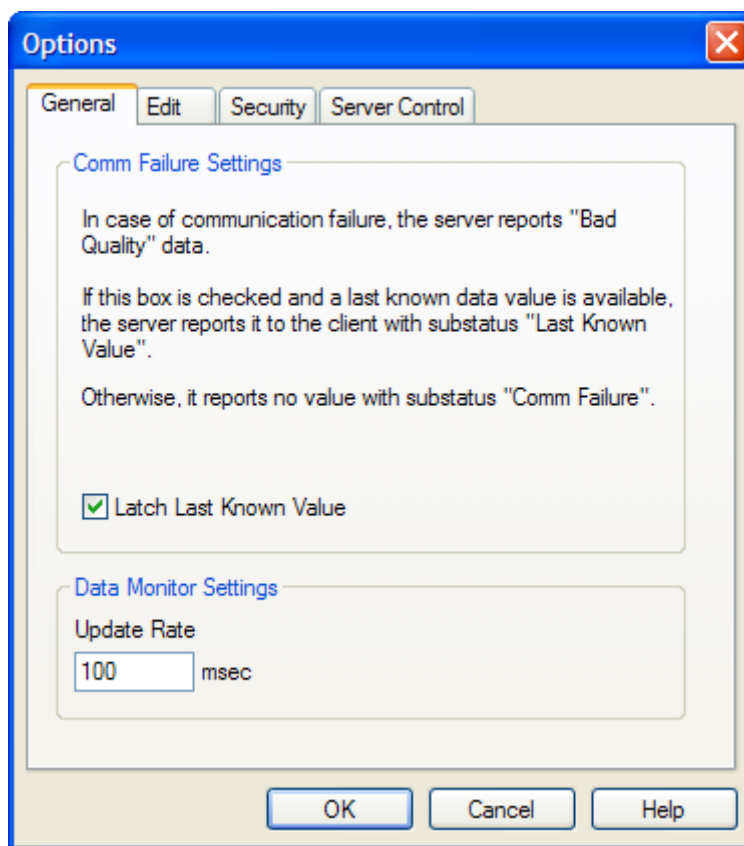 Options
General Edit Security Server Control
Comm Failure Settings
In case of communication failure, the server reports "Bad
Quality" data.
If this box is checked and a last known data value is available,
the server reports it to the client with substatus "Last Known
Value".
Otherwise, it reports no value with substatus "Comm Failure".
Latch Last Known Value
Data Monitor Settings
Update Rate
100 msec
OK Cancel Help